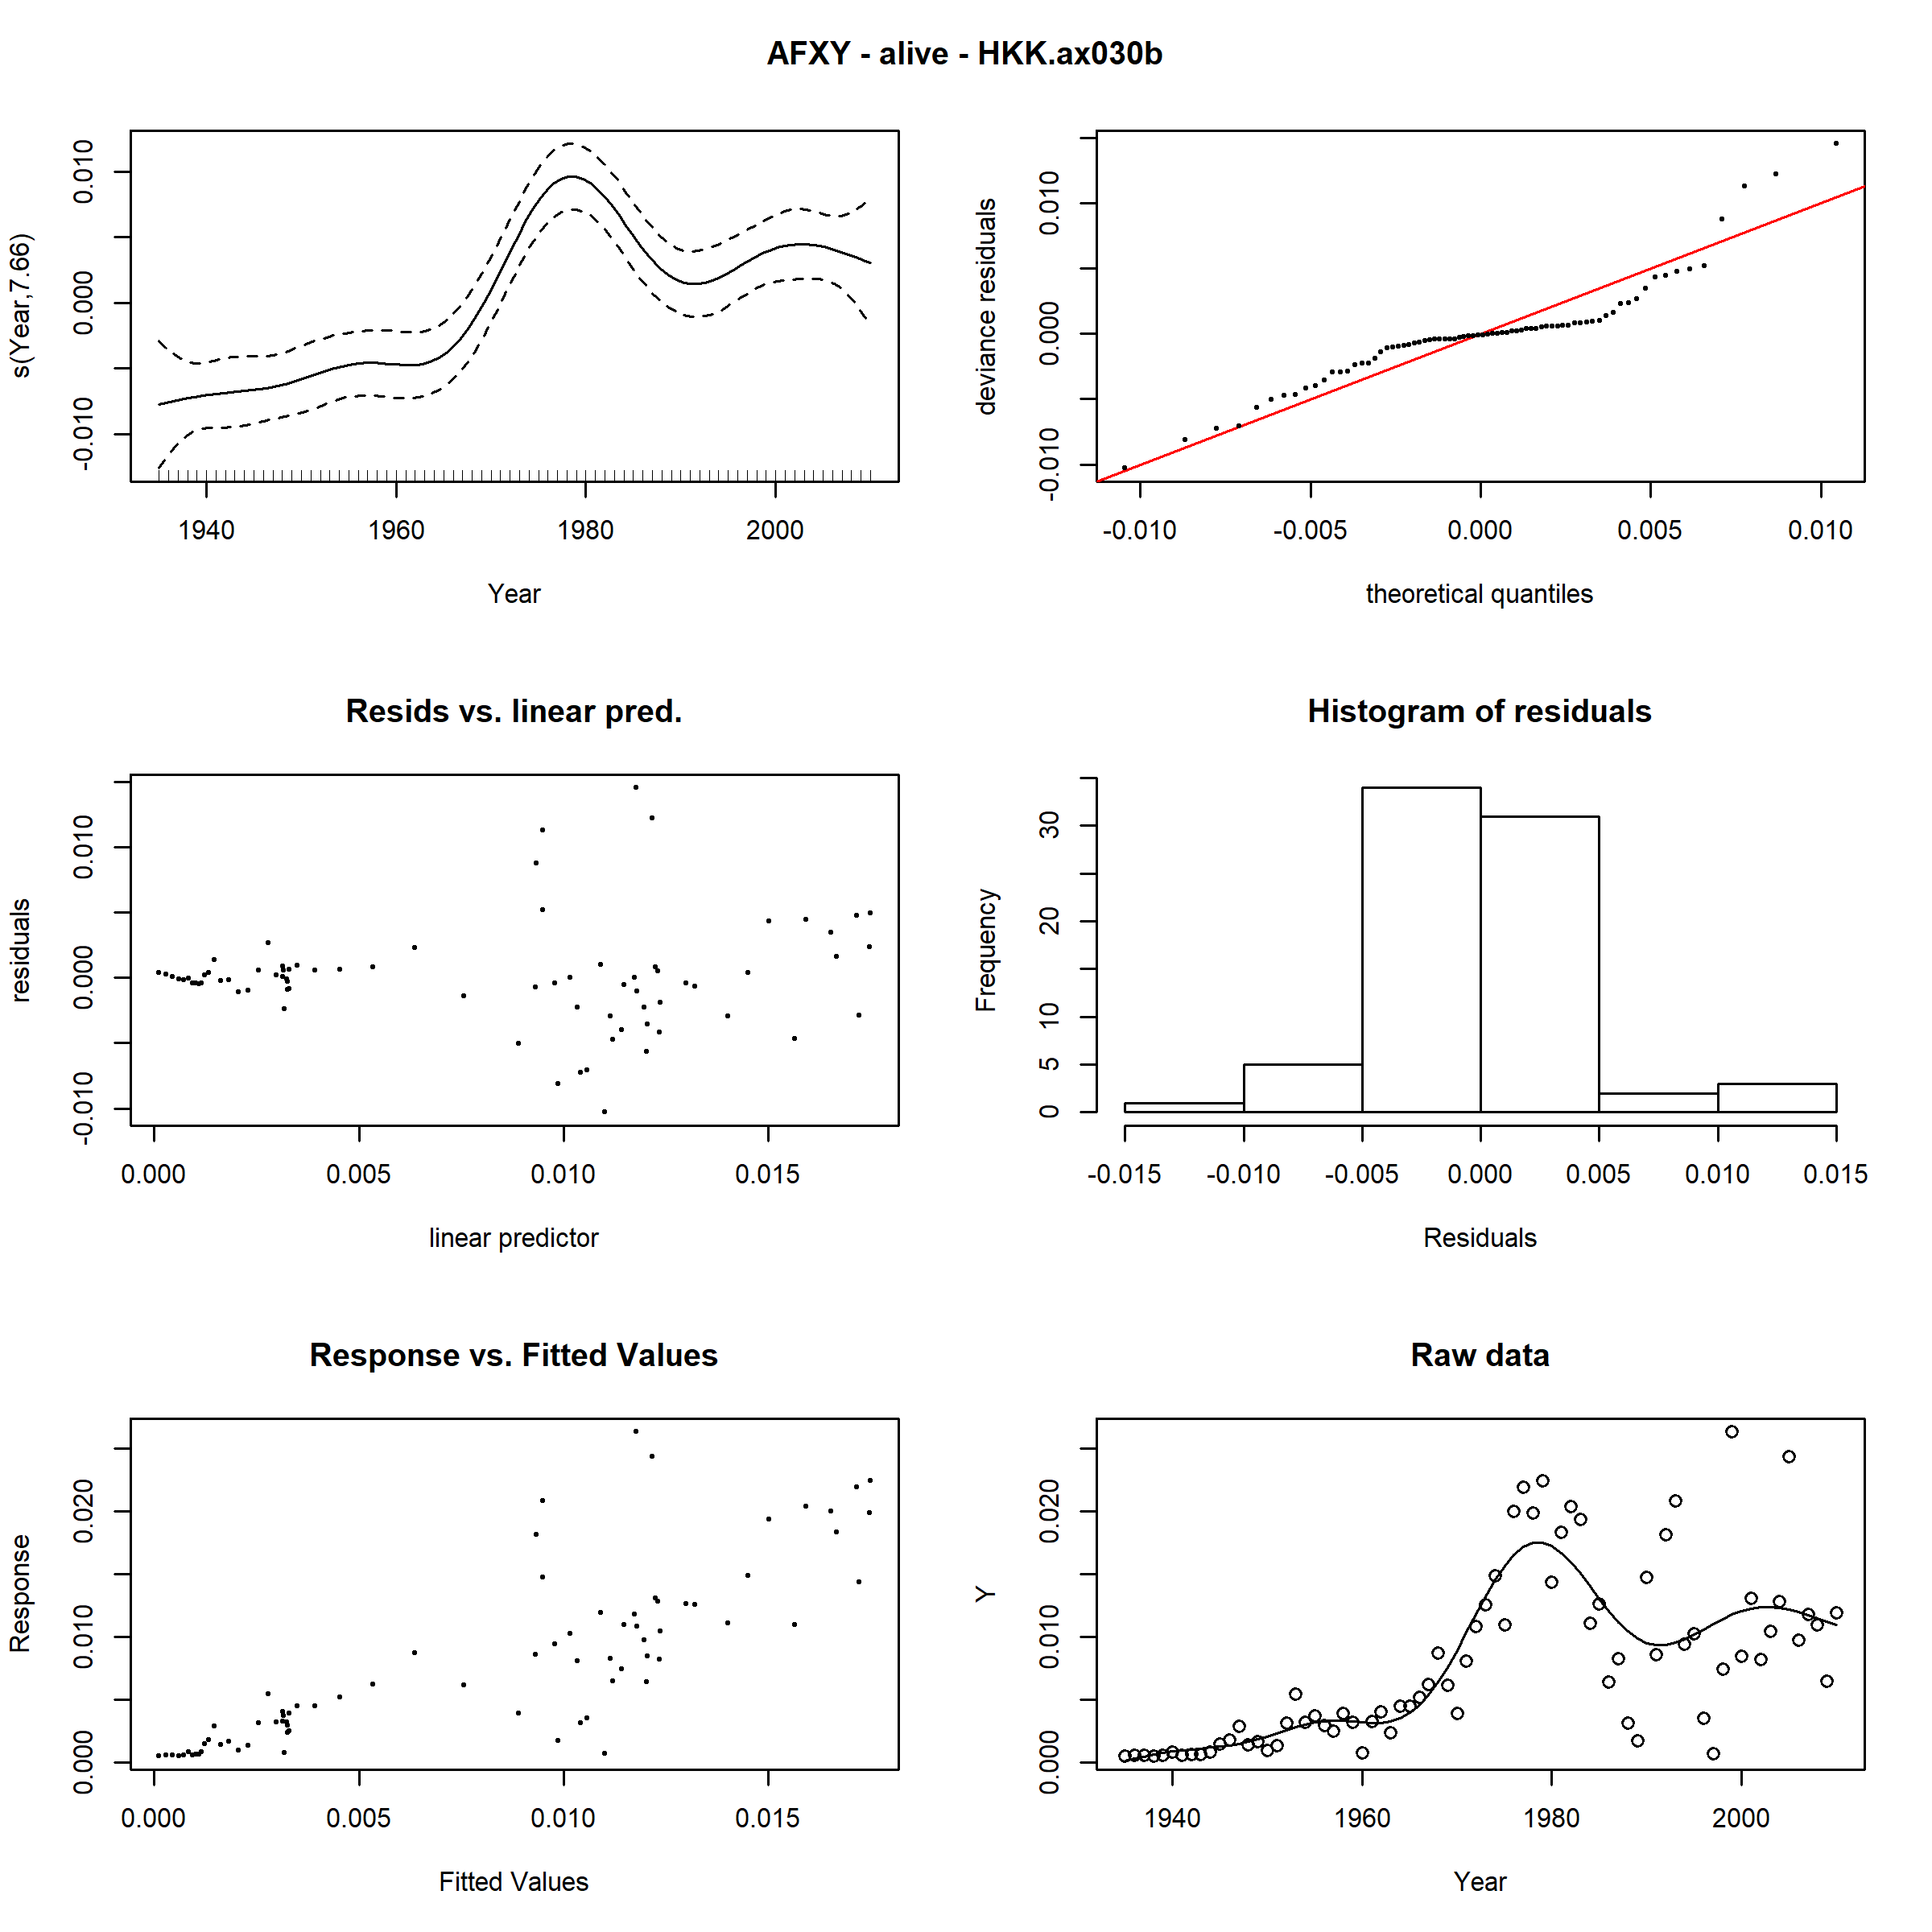 AFXY - alive - HKK.ax030b
s(Year,7.66)
-0.010 0.000 0.010
1940 1960 1980 2000
Year
deviance residuals
-0.010 0.000 0.010
-0.010 -0.005 0.000 0.005 0.010
theoretical quantiles
Resids vs. linear pred.
residuals
-0.010 0.000 0.010
0.000 0.005 0.010 0.015
linear predictor
Histogram of residuals
Frequency
0 5 10 20 30
-0.015 -0.010 -0.005 0.000 0.005 0.010 0.015
Residuals
Response vs. Fitted Values
Response
0.000 0.010 0.020
0.000 0.005 0.010 0.015
Fitted Values
Raw data
Y
0.000 0.010 0.020
1940 1960 1980 2000
Year